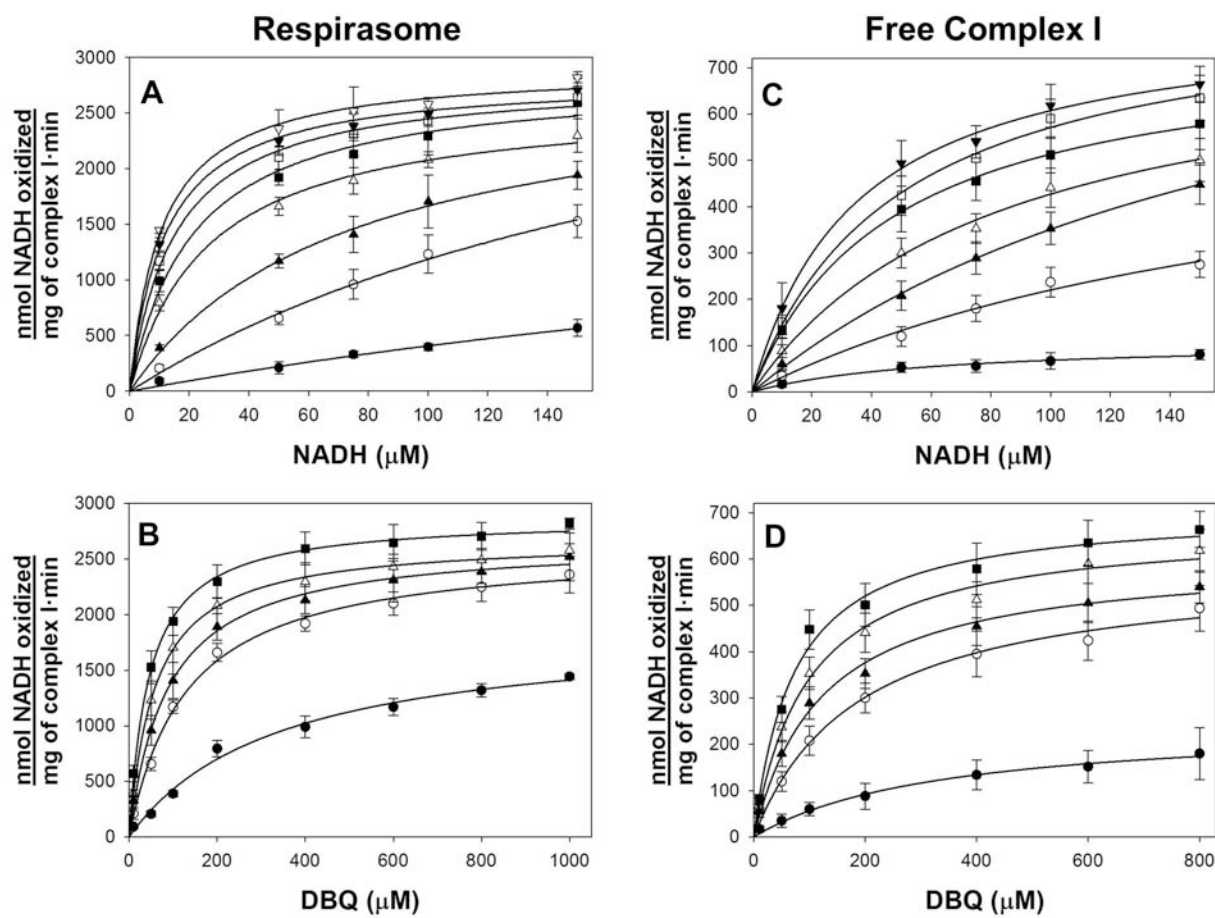 Respirasome
Free Complex I
A
nmol NADH oxidized
mg of complex I·min
3000
2500
2000
1500
1000
500
0
0 20 40 60 80 100 120 140
NADH (μM)
C
nmol NADH oxidized
mg of complex I·min
700
600
500
400
300
200
100
0
0 20 40 60 80 100 120 140
NADH (μM)
B
nmol NADH oxidized
mg of complex I·min
3000
2500
2000
1500
1000
500
0
0 200 400 600 800 1000
DBQ (μM)
D
nmol NADH oxidized
mg of complex I·min
700
600
500
400
300
200
100
0
0 200 400 600 800
DBQ (μM)